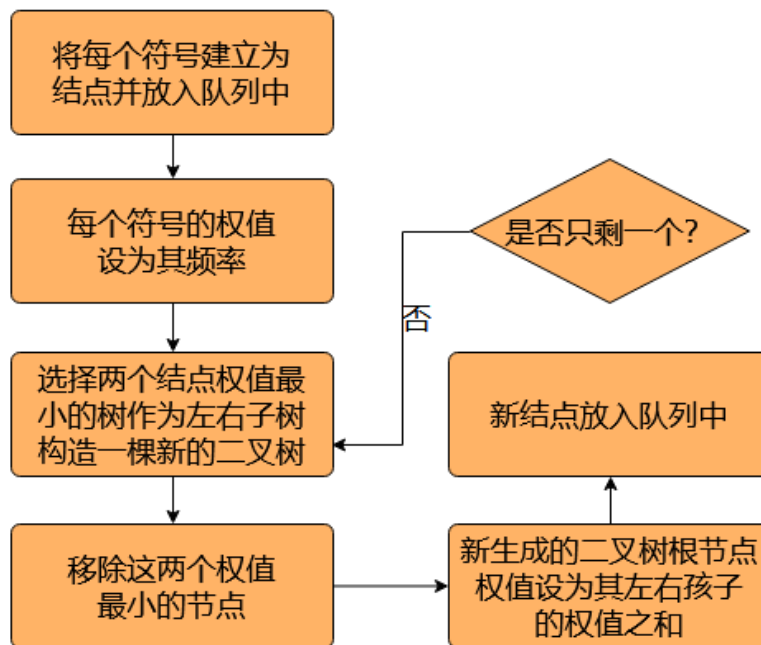 将每个符号建立为
结点并放入队列中
每个符号的权值
设为其频率
是否只剩一个?
否
选择两个结点权值最
小的树作为左右子树
构造一棵新的二叉树
新结点放入队列中
移除这两个权值
最小的节点
新生成的二叉树根节点
权值设为其左右孩子
的权值之和